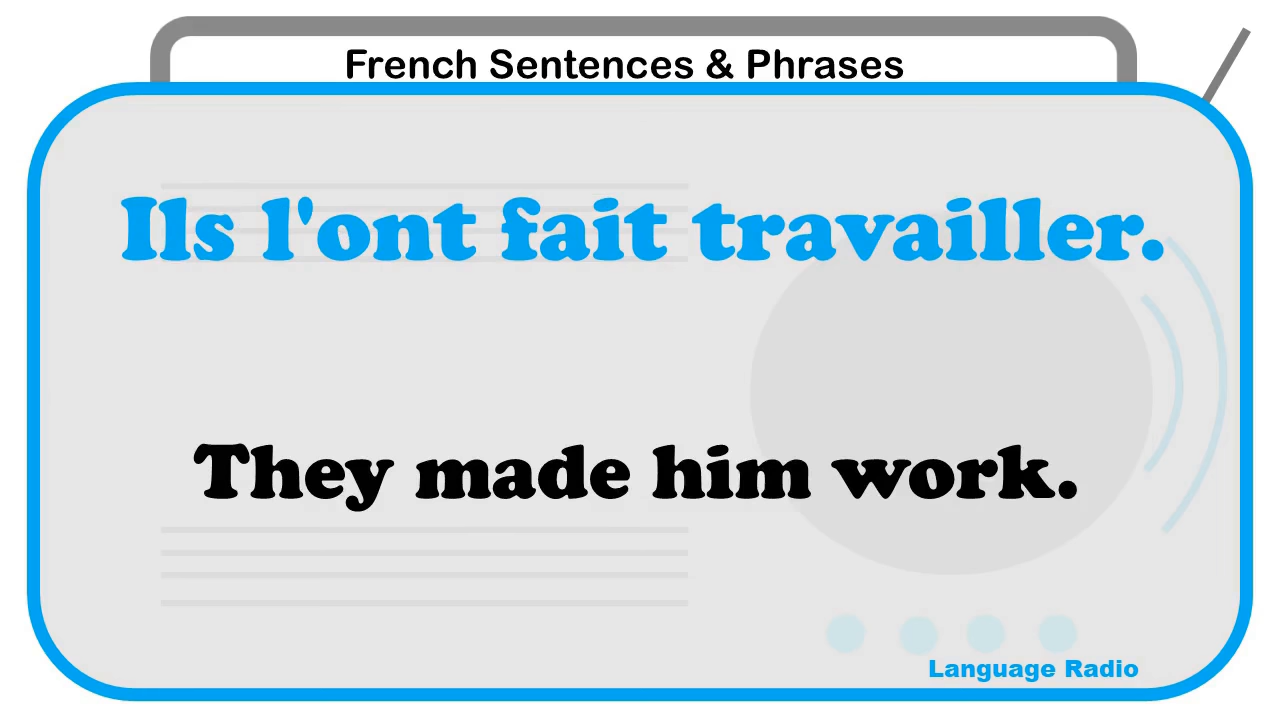 French Sentences & Phrases
Ils l'ont fait travailler.
They made him work.
Language Radio